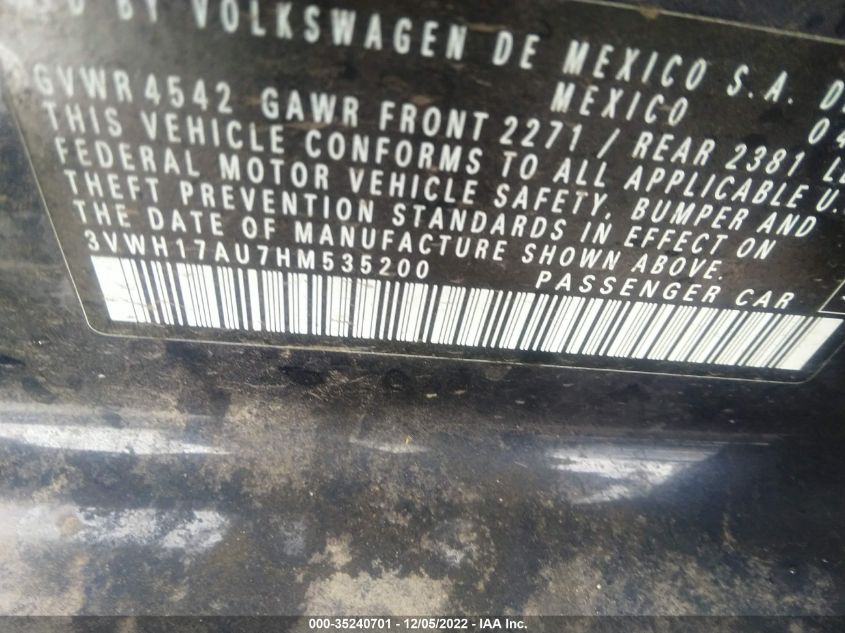 BY VOLKSWAGEN DE MEXICO S.A. D
MEXICO 04
GVWR 4542 GAWR FRONT 2271 / REAR 2381 L
THIS VEHICLE CONFORMS TO ALL APPLICABLE U.
FEDERAL MOTOR VEHICLE SAFETY, BUMPER AND
THEFT PREVENTION STANDARDS IN EFFECT ON
THE DATE OF MANUFACTURE SHOWN ABOVE.
3VWH17AU7HM535200 PASSENGER CAR
000-35240701 - 12/05/2022 - IAA Inc.